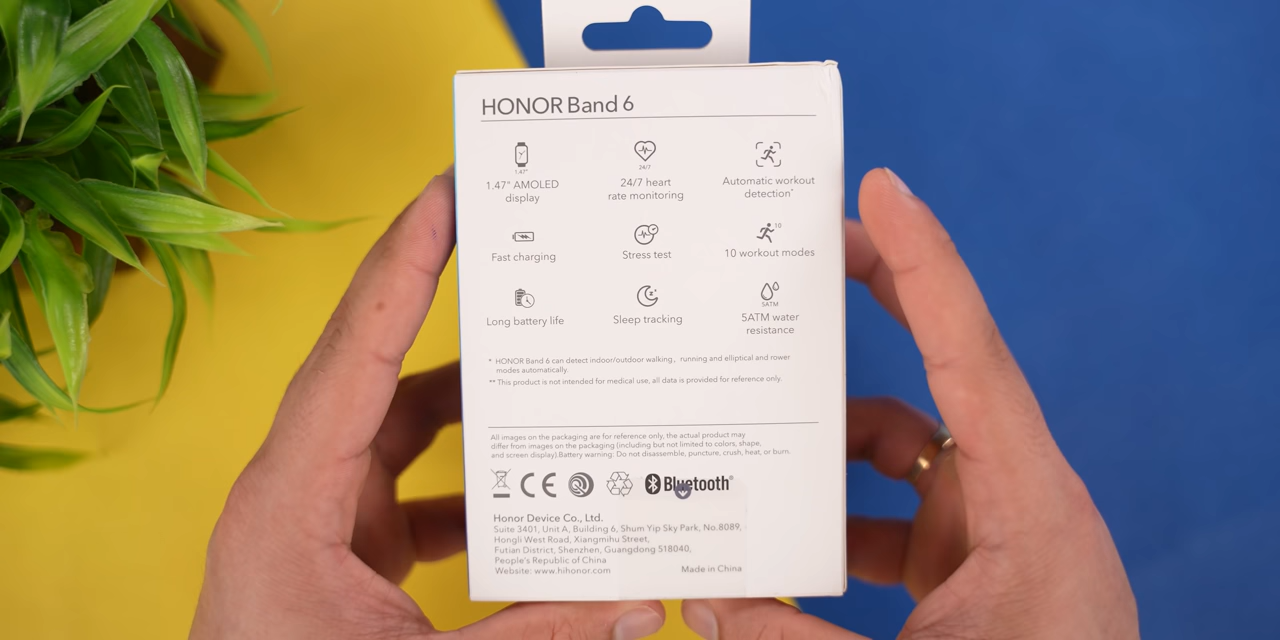 HONOR Band 6
1.47"
1.47" AMOLED
display
24/7
24/7 heart
rate monitoring
Automatic workout
detection*
Fast charging
Stress test
10
10 workout modes
Long battery life
Sleep tracking
5ATM
5ATM water
resistance
* HONOR Band 6 can detect indoor/outdoor walking, running and elliptical and rower
modes automatically.
** This product is not intended for medical use, all data is provided for reference only.
All images on the packaging are for reference only, the actual product may
differ from images on the packaging (including but not limited to colors, shape,
and screen display).Battery warning: Do not disassemble, puncture, crush, heat, or burn.
CE
Bluetooth®
Honor Device Co., Ltd.
Suite 3401, Unit A, Building 6, Shum Yip Sky Park, No.8089,
Hongli West Road, Xiangmihu Street,
Futian District, Shenzhen, Guangdong 518040,
People's Republic of China
Website: www.hihonor.com
Made in China